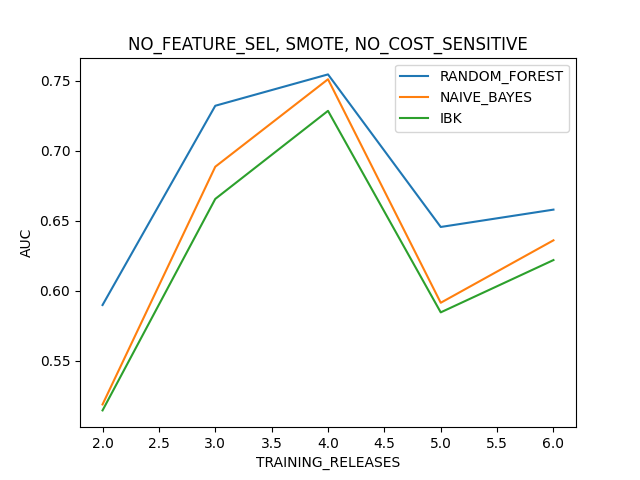 NO_FEATURE_SEL, SMOTE, NO_COST_SENSITIVE
RANDOM_FOREST
NAIVE_BAYES
IBK
AUC
0.75
0.70
0.65
0.60
0.55
2.0 2.5 3.0 3.5 4.0 4.5 5.0 5.5 6.0
TRAINING_RELEASES